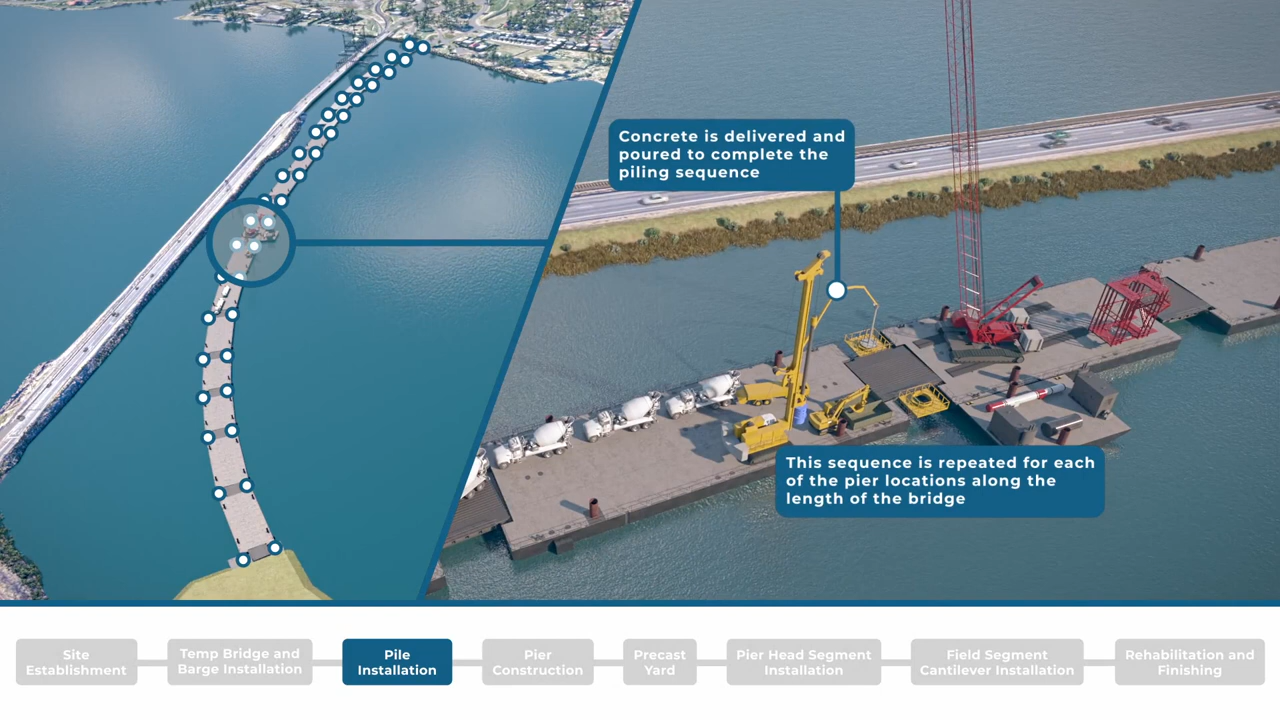 Concrete is delivered and
poured to complete the
piling sequence
This sequence is repeated for each
of the pier locations along the
length of the bridge
Site
Establishment
Temp Bridge and
Barge Installation
Pile
Installation
Pier
Construction
Precast
Yard
Pier Head Segment
Installation
Field Segment
Cantilever Installation
Rehabilitation and
Finishing